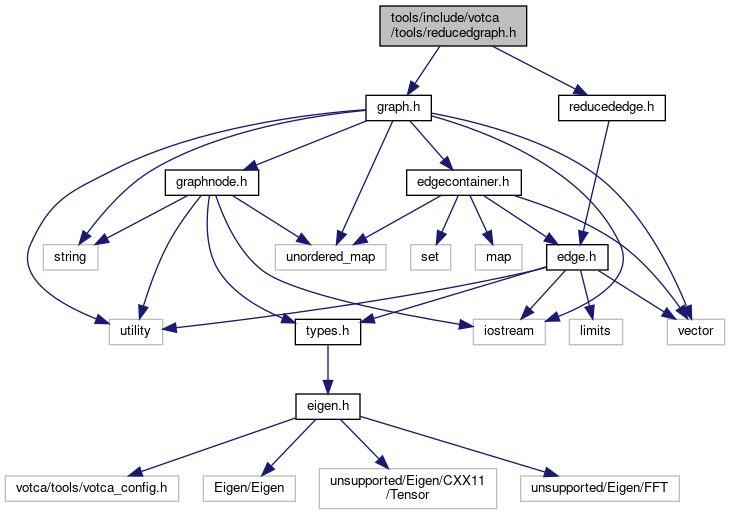 tools/include/votca
/tools/reducedgraph.h
graph.h
reducededge.h
graphnode.h
edgecontainer.h
string
unordered_map
set
map
edge.h
utility
types.h
iostream
limits
vector
eigen.h
votca/tools/votca_config.h
Eigen/Eigen
unsupported/Eigen/CXX11
/Tensor
unsupported/Eigen/FFT